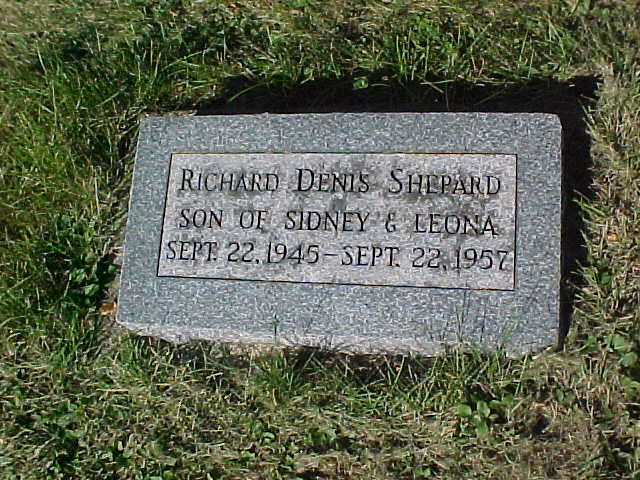 RICHARD DENIS SHEPARD
SON OF SIDNEY & LEONA
SEPT. 22, 1945 - SEPT. 22, 1957